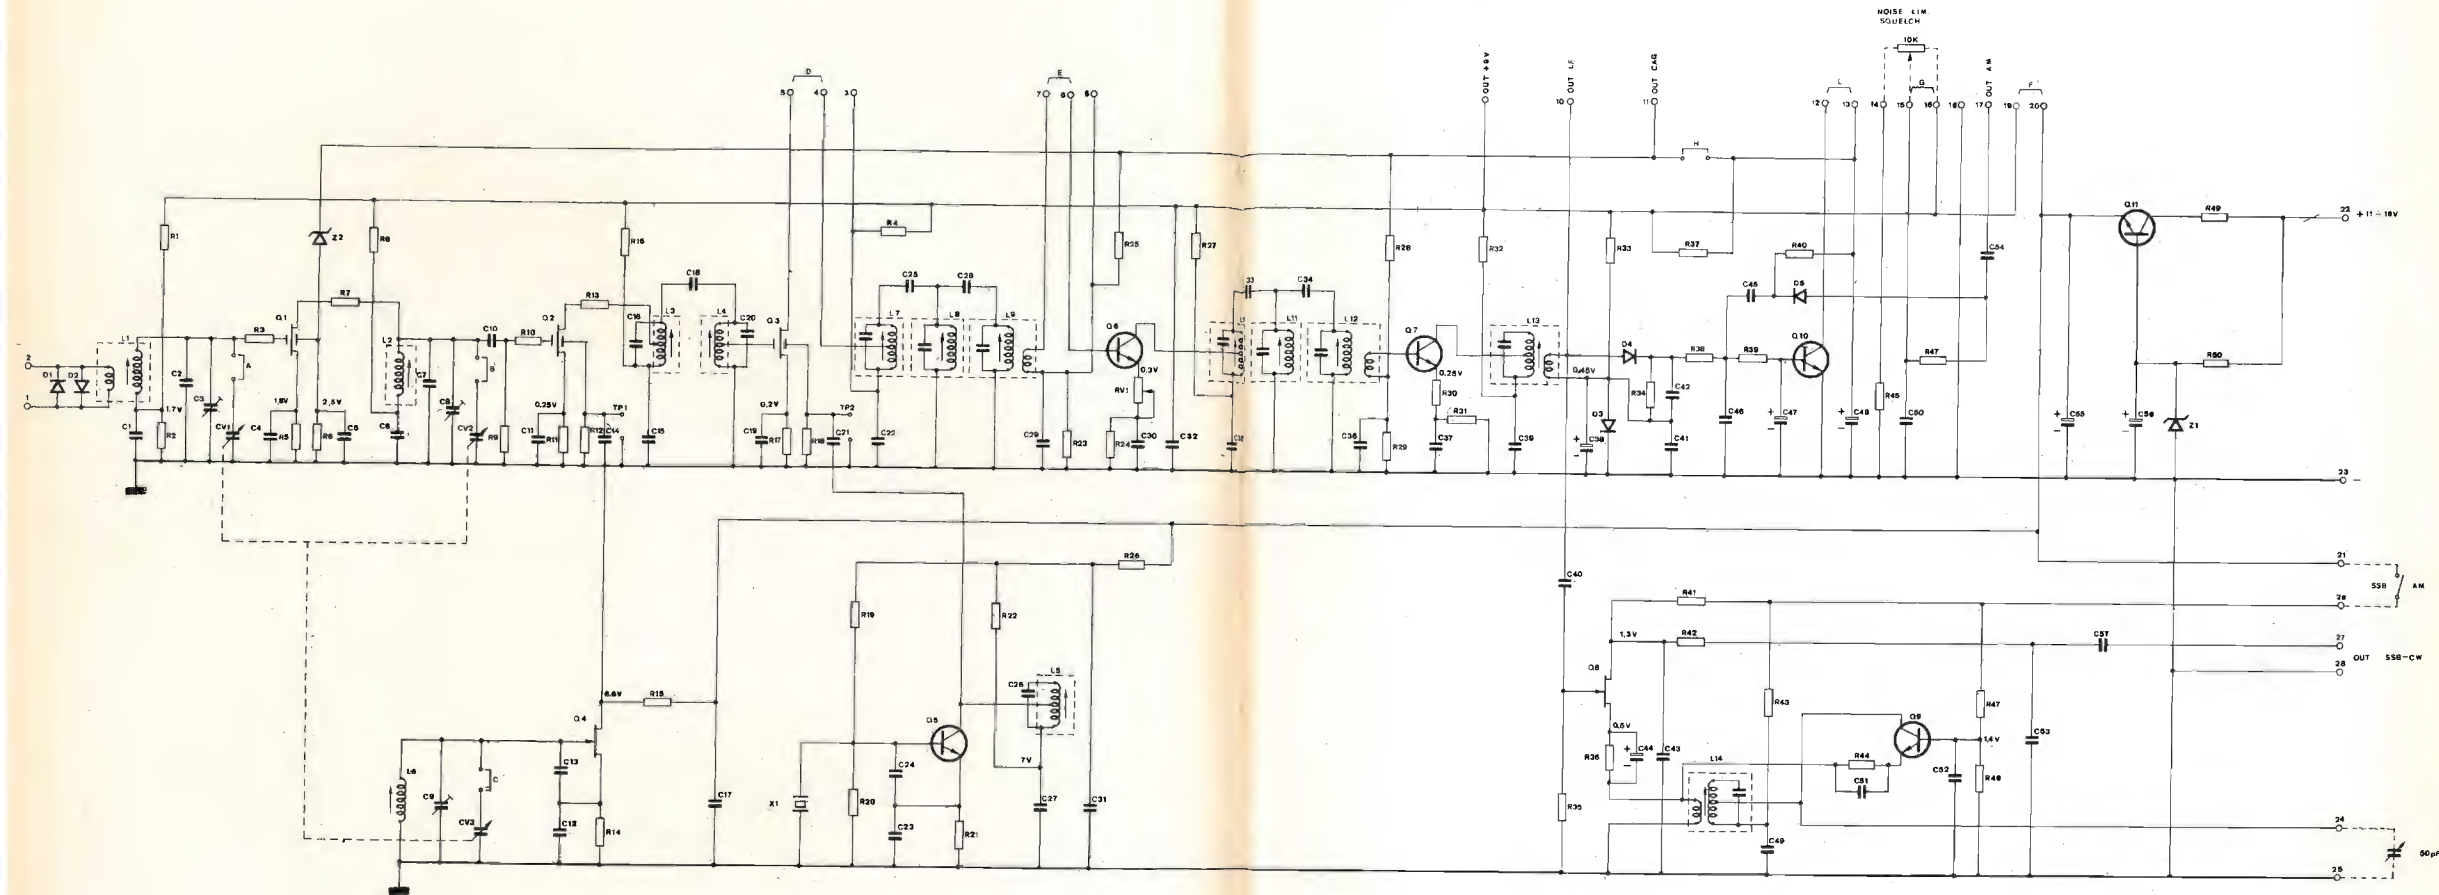 NOISE LIM.
SQUELCH
10K
D
E
OUT +9V
OUT LF
OUT CAG
L
G
OUT AM
F
5 4 3 7 8 6 10 11 12 13 14 15 16 18 17 19 20
H
R1 Z2 R8 R16 R4 R25 R27 R28 R32 R33 R37 R40 C54 Q11 R49 22 +11÷18V
R7 C18 C25 C28 33 C34 C45 D5
Q1 C10 Q2 R13 L3 L4 C20 Q3 L7 L8 L9 Q6 L11 L12 Q7 L13 D4 R38 R39 Q10 R47 R50
2 L1 R3 L2 R10 C16
D1 D2 C2 A C7 B 0,3V 0,25V 0,45V R34 C42
1 C3 C8 RV1 R30 R45
1,7V 1,8V 2,5V 0,25V TP1 0,2V TP2 R31 D3
C1 R2 CV1 C4 R5 R6 C5 C6 CV2 R9 C11 R11 R12 C14 C15 C19 R17 R18 C21 C22 C29 R23 R24 C30 C32 C36 R29 C37 C39 C38 C41 C46 C47 C48 C50 C55 C56 Z1
+ - + - + - + - + -
23 -
R26
21
SSB AM
C40
R19 R22 R41
26
1,3V R42 C57 27
OUT SSB-CW
28
L5 Q8
6.6V R15 C26 R43 R47
Q4 Q5 0,5V Q9 1,4V
L6 C13 C24 7V R36 + - C44 C43 R44 C52 R48 C53
C L14 C51
C9 CV3 C12 R14 C17 X1 R20 C23 R21 C27 C31 R35 C49
24
50pF
25